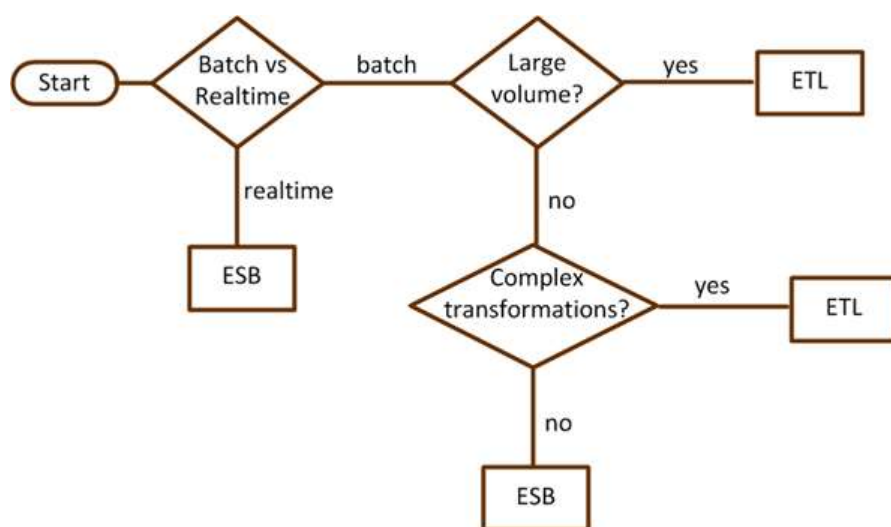 Start
Batch vs
Realtime
batch
Large
volume?
yes
ETL
realtime
no
ESB
Complex
transformations?
yes
ETL
no
ESB